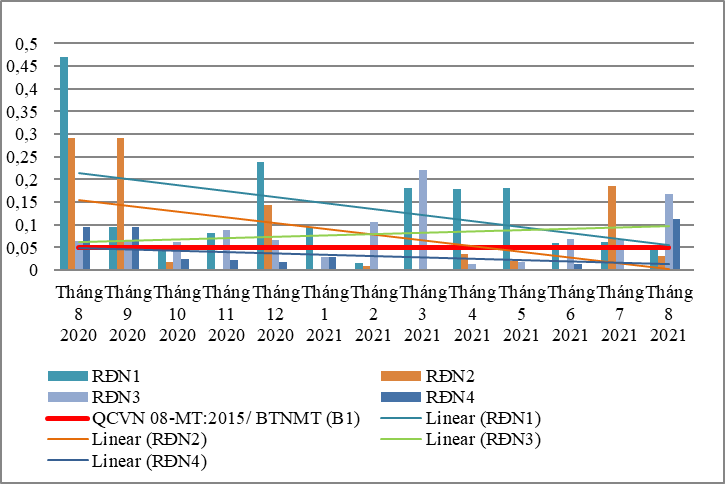 0,5
0,45
0,4
0,35
0,3
0,25
0,2
0,15
0,1
0,05
0
Tháng Tháng Tháng Tháng Tháng Tháng Tháng Tháng Tháng Tháng Tháng Tháng Tháng
8 9 10 11 12 1 2 3 4 5 6 7 8
2020 2020 2020 2020 2020 2021 2021 2021 2021 2021 2021 2021 2021
RĐN1 RĐN2
RĐN3 RĐN4
QCVN 08-MT:2015/ BTNMT (B1) Linear (RĐN1)
Linear (RĐN2) Linear (RĐN3)
Linear (RĐN4)